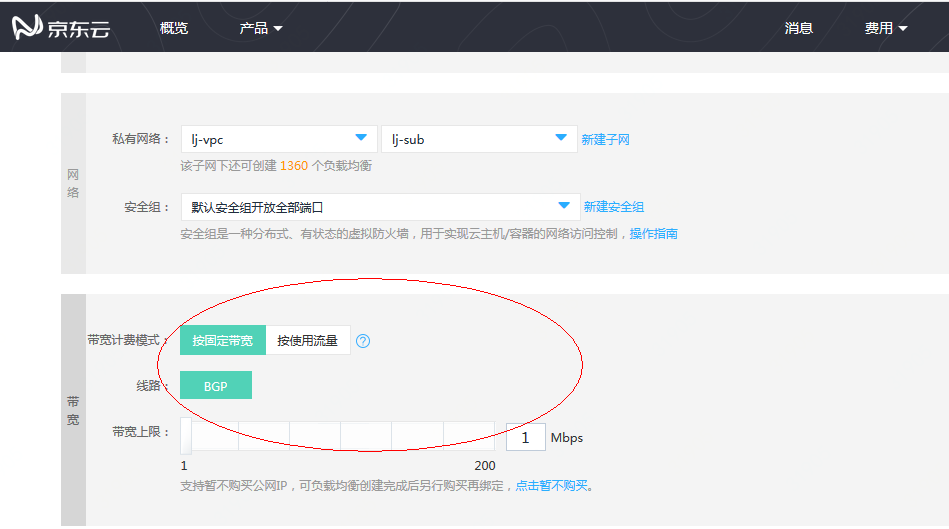 京东云 概览 产品 消息 费用
网络
私有网络： lj-vpc lj-sub 新建子网
该子网下还可创建 1360 个负载均衡
安全组： 默认安全组开放全部端口 新建安全组
安全组是一种分布式、有状态的虚拟防火墙，用于实现云主机/容器的网络访问控制，操作指南
带宽
带宽计费模式： 按固定带宽 按使用流量 ?
线路： BGP
带宽上限： 1 Mbps
1 200
支持暂不购买公网IP，可负载均衡创建完成后另行购买再绑定，点击暂不购买。